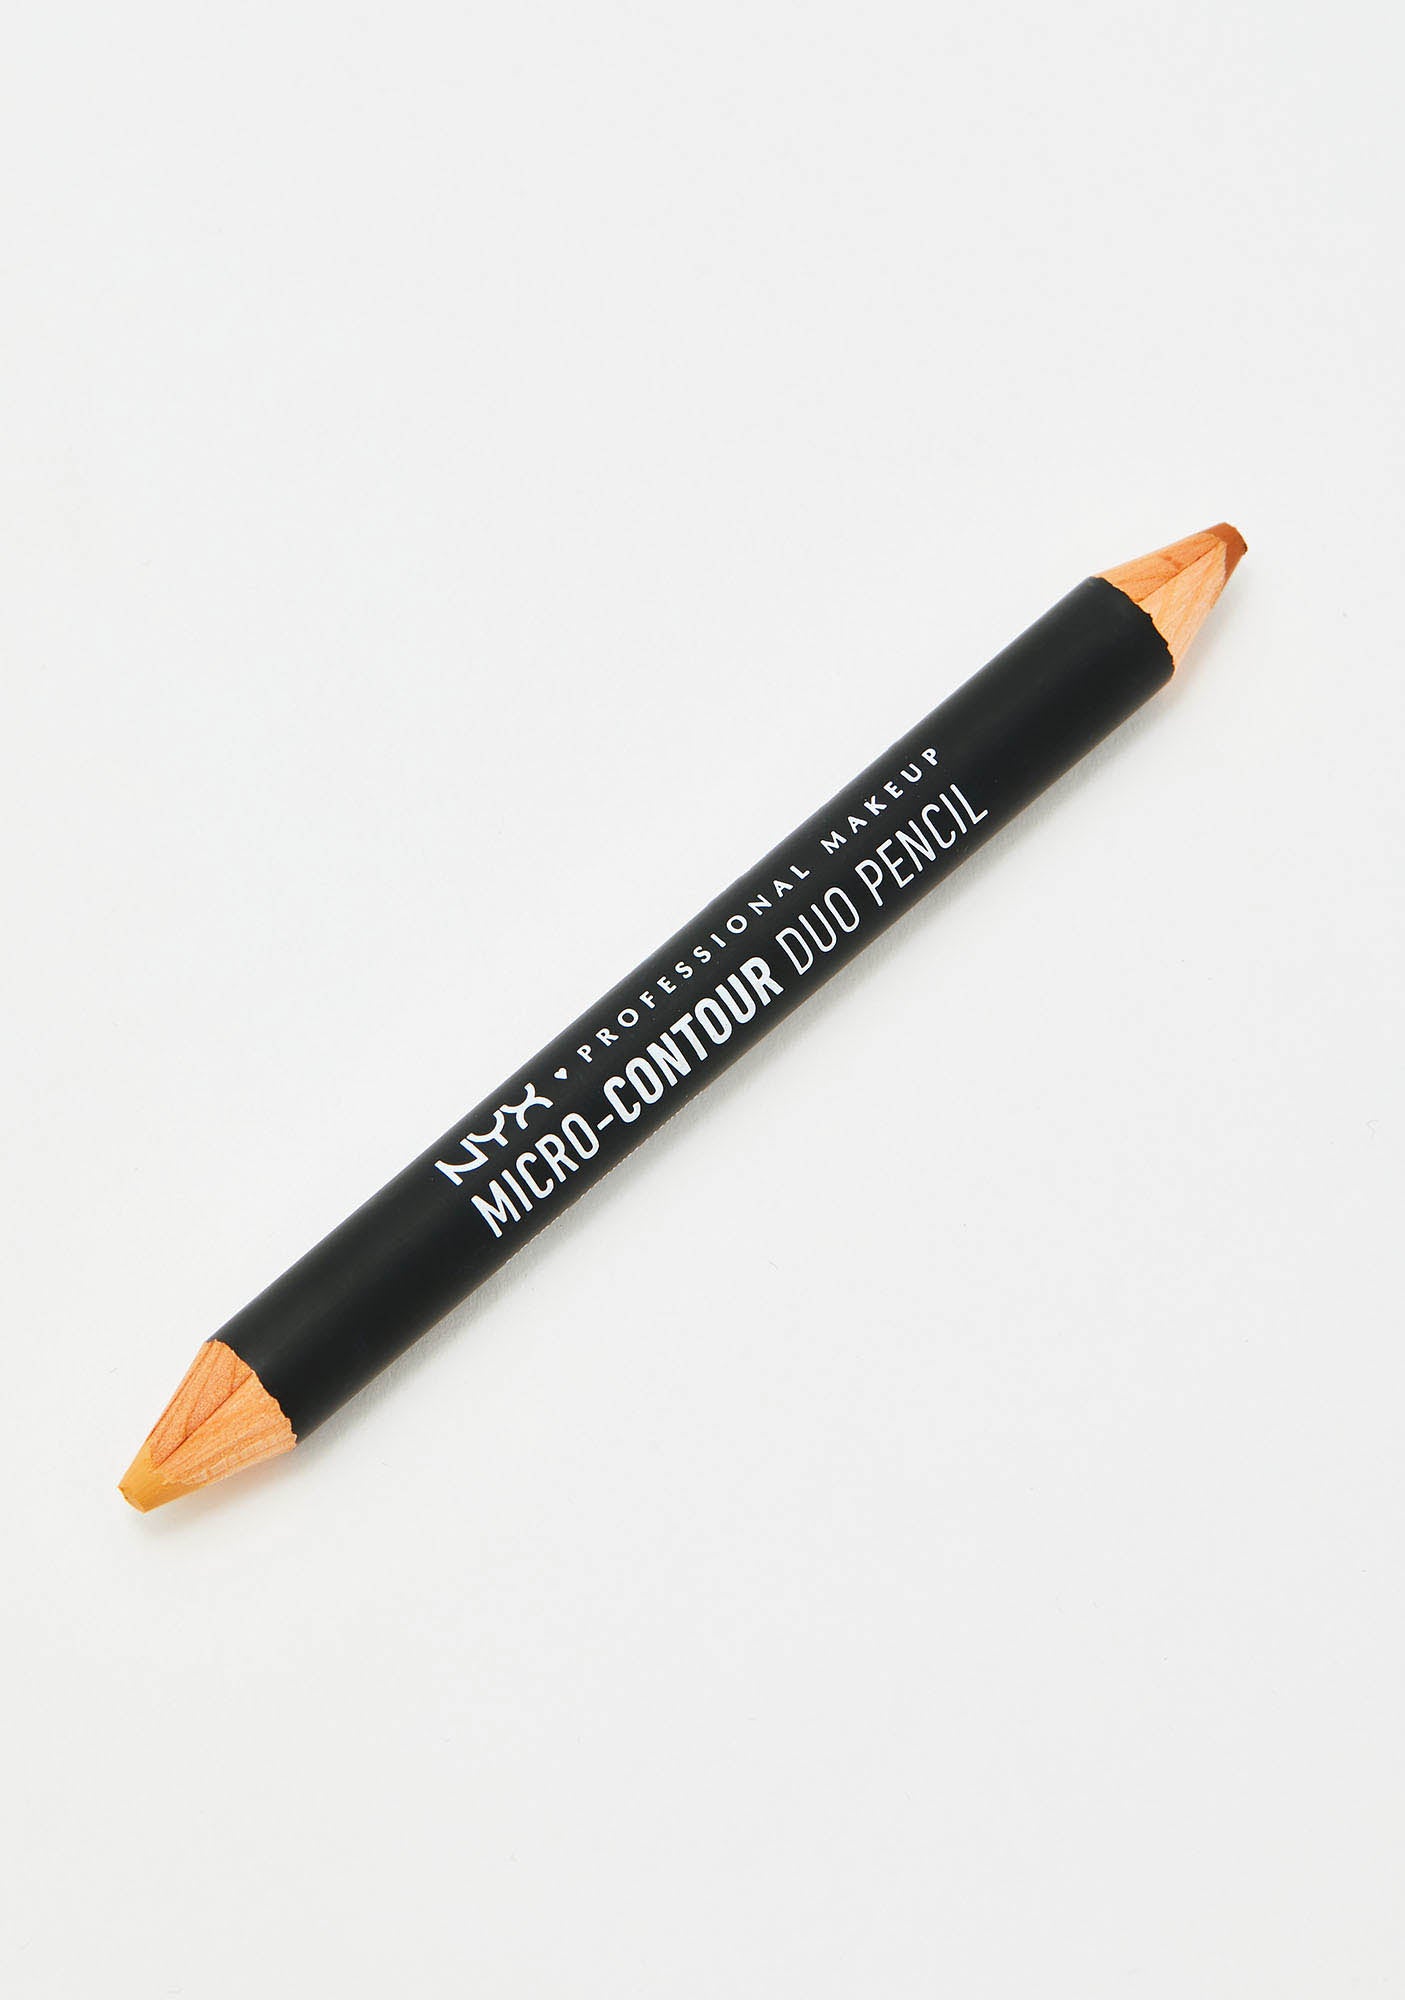 NYX PROFESSIONAL MAKEUP
MICRO-CONTOUR DUO PENCIL